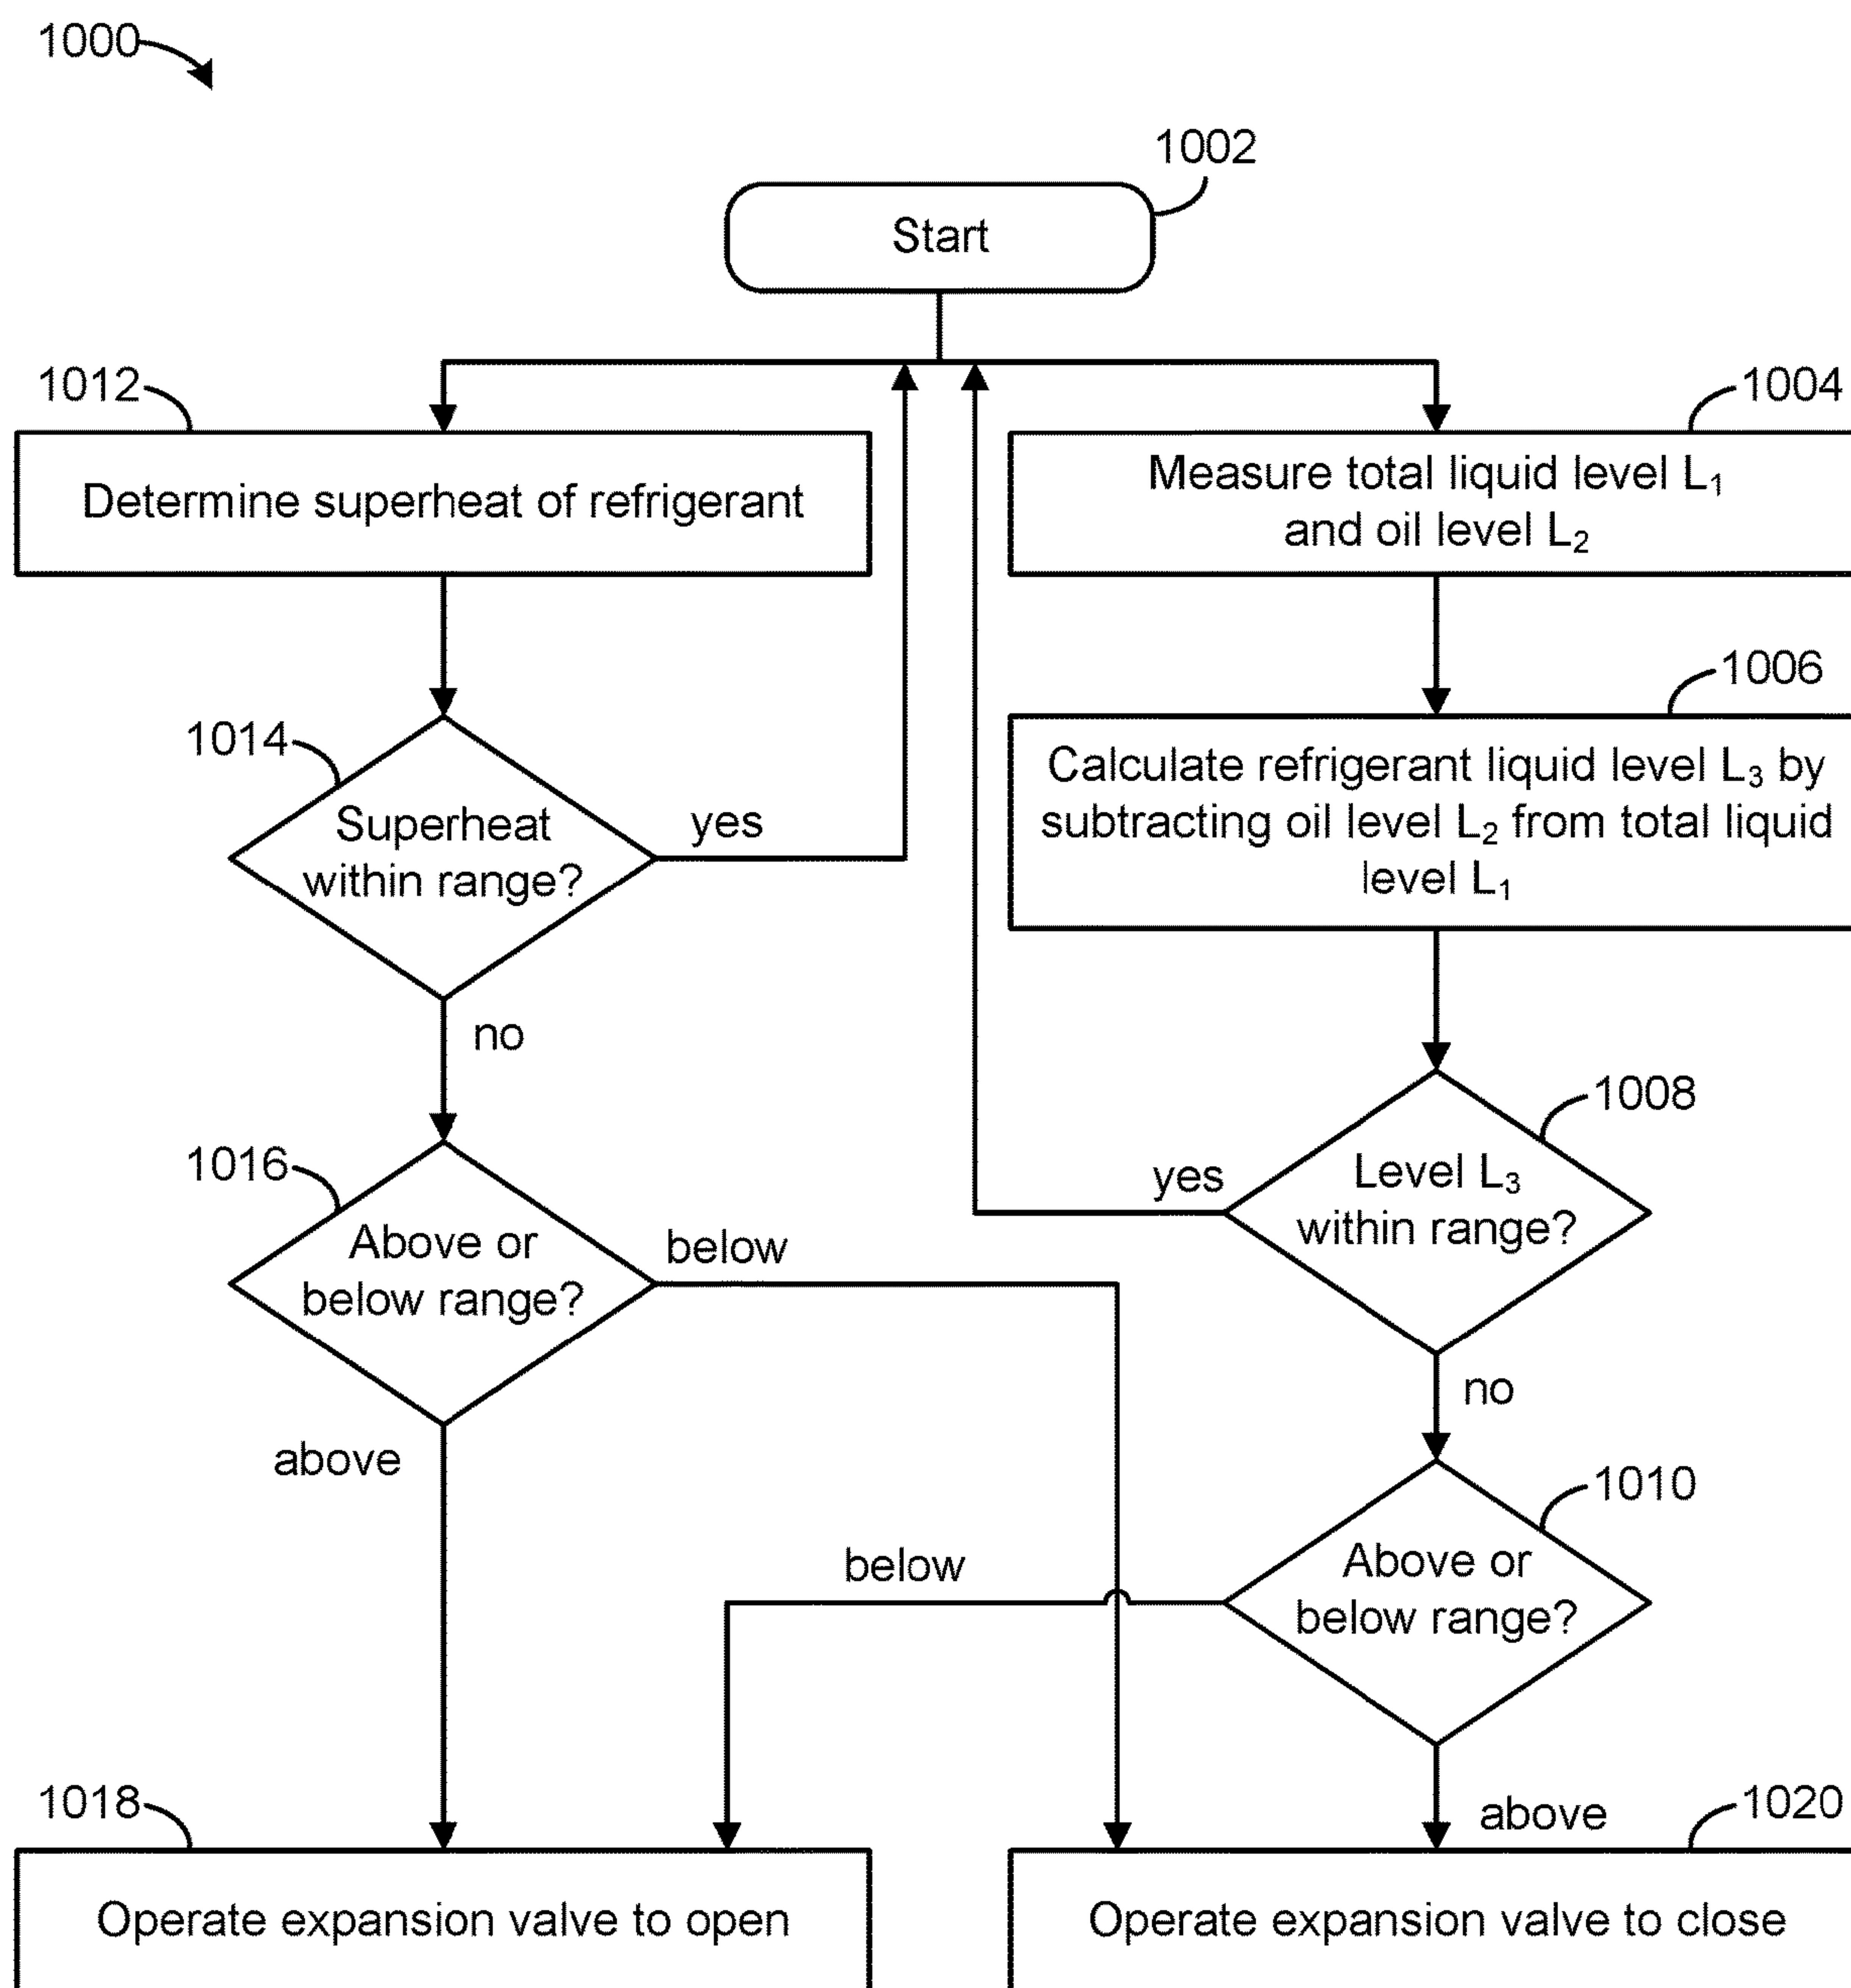 1000
1002
Start
1012
1004
Determine superheat of refrigerant
Measure total liquid level L₁
and oil level L₂
1006
Calculate refrigerant liquid level L₃ by
subtracting oil level L₂ from total liquid
level L₁
1014
Superheat
within range?
yes
no
1008
Level L₃
within range?
yes
no
1016
Above or
below range?
below
above
1010
Above or
below range?
below
above
1018
Operate expansion valve to open
1020
Operate expansion valve to close